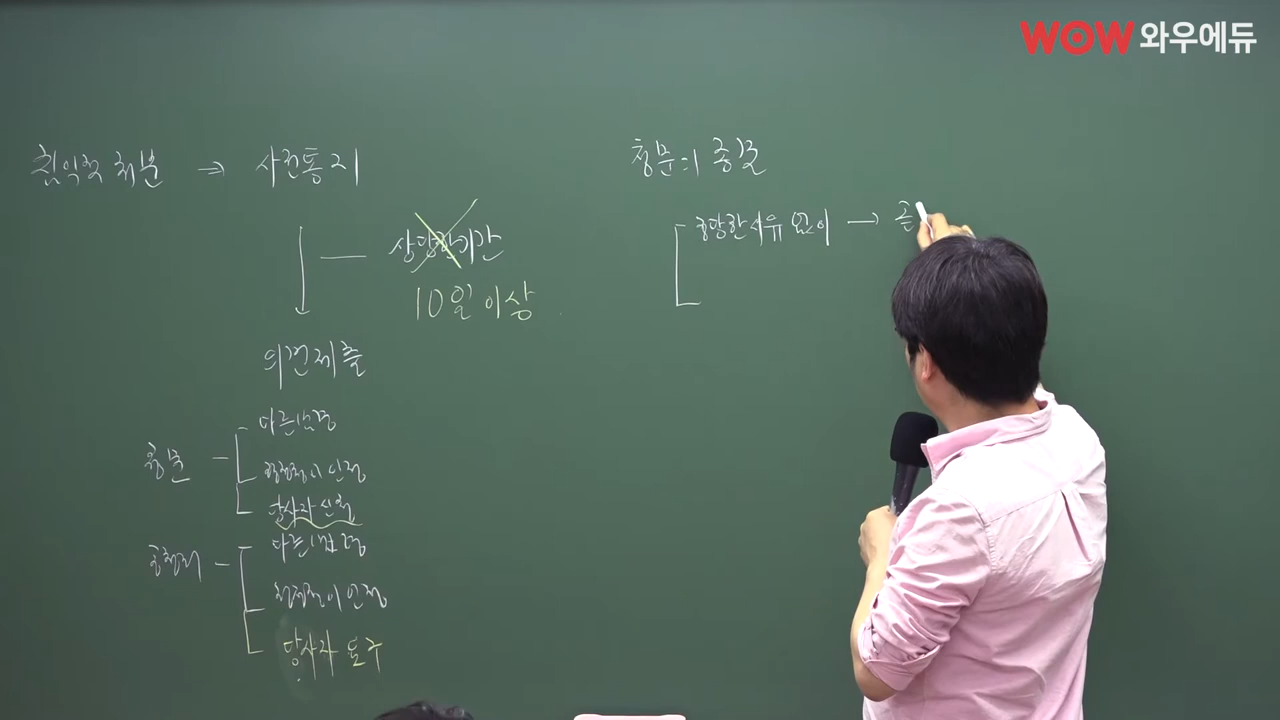 WOW 와우에듀
침익적 처분 ⇒ 사전통지
상당한기간
10일 이상
의견제출
청문
다른법령
행정청이 인정
당사자 신청
공청회
다른법령
행정청이 인정
당사자 요구
청문의 종결
정당한사유 없이 →